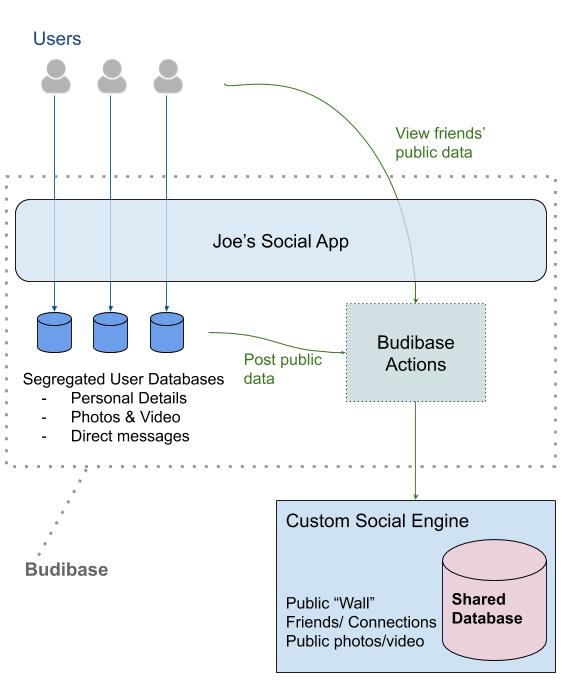 Users
View friends’
public data
Joe’s Social App
Budibase
Actions
Post public
data
Segregated User Databases
- Personal Details
- Photos & Video
- Direct messages
Custom Social Engine
Budibase
Shared
Database
Public “Wall”
Friends/ Connections
Public photos/video